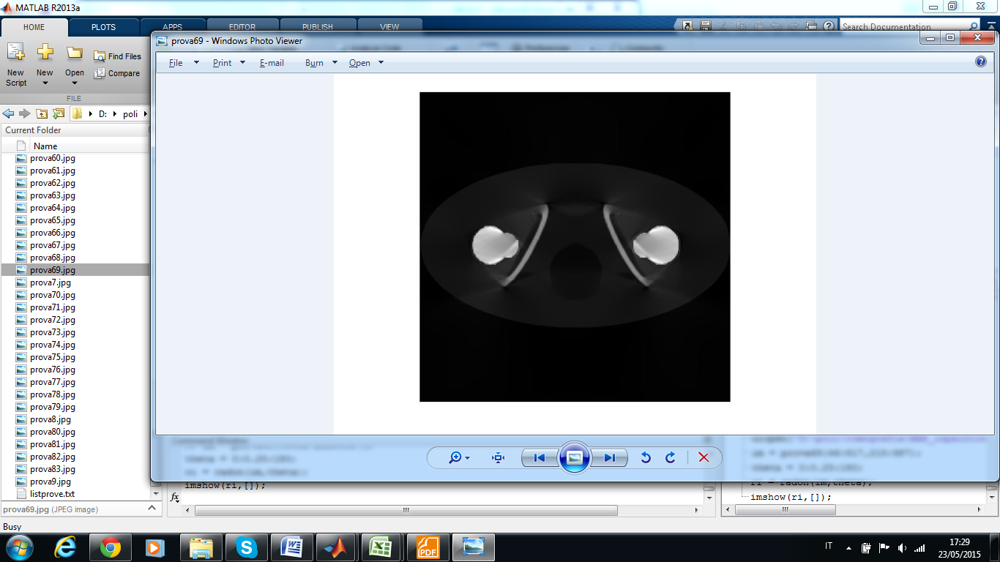 MATLAB R2013a
HOME PLOTS APPS EDITOR PUBLISH VIEW
Search Documentation
prova69 - Windows Photo Viewer
File Print E-mail Burn Open
New Script
New
Open
Find Files
Compare
FILE
D: poli
Current Folder
Name
prova60.jpg
prova61.jpg
prova62.jpg
prova63.jpg
prova64.jpg
prova65.jpg
prova66.jpg
prova67.jpg
prova68.jpg
prova69.jpg
prova7.jpg
prova70.jpg
prova71.jpg
prova72.jpg
prova73.jpg
prova74.jpg
prova75.jpg
prova76.jpg
prova77.jpg
prova78.jpg
prova79.jpg
prova8.jpg
prova80.jpg
prova81.jpg
prova82.jpg
prova83.jpg
prova9.jpg
listprove.txt
prova69.jpg (JPEG image)
theta = 0:0.25:180;
ri = radon(im,theta);
imshow(ri,[]);
fx
theta = 0:0.25:180;
ri = radon(im,theta);
imshow(ri,[]);
Busy
PDF
IT
17:29
23/05/2015